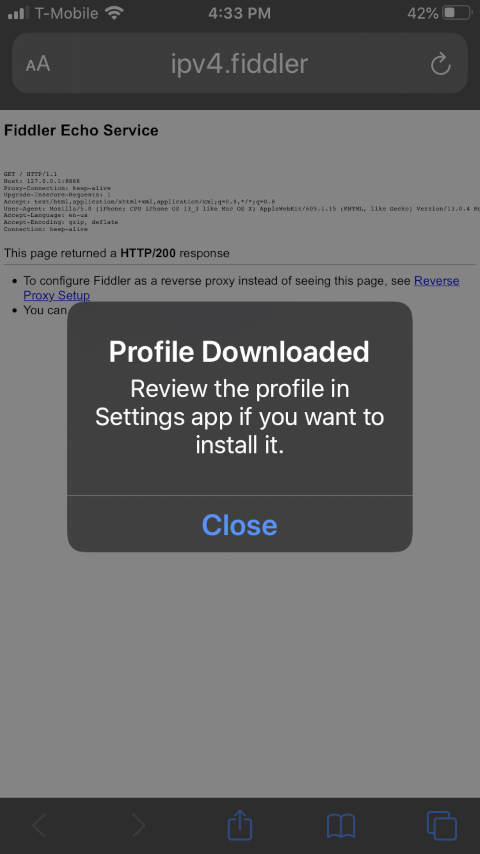 T-Mobile 4:33 PM 42%
AA ipv4.fiddler
Fiddler Echo Service
GET / HTTP/1.1
Host: 127.0.0.1:8888
Proxy-Connection: keep-alive
Upgrade-Insecure-Requests: 1
Accept: text/html,application/xhtml+xml,application/xml;q=0.9,*/*;q=0.8
User-Agent: Mozilla/5.0 (iPhone; CPU iPhone OS 13_3 like Mac OS X) AppleWebKit/605.1.15 (KHTML, like Gecko) Version/13.0.4
Accept-Language: en-us
Accept-Encoding: gzip, deflate
Connection: keep-alive
This page returned a HTTP/200 response
To configure Fiddler as a reverse proxy instead of seeing this page, see Reverse
Proxy Setup
You can
Profile Downloaded
Review the profile in
Settings app if you want to
install it.
Close